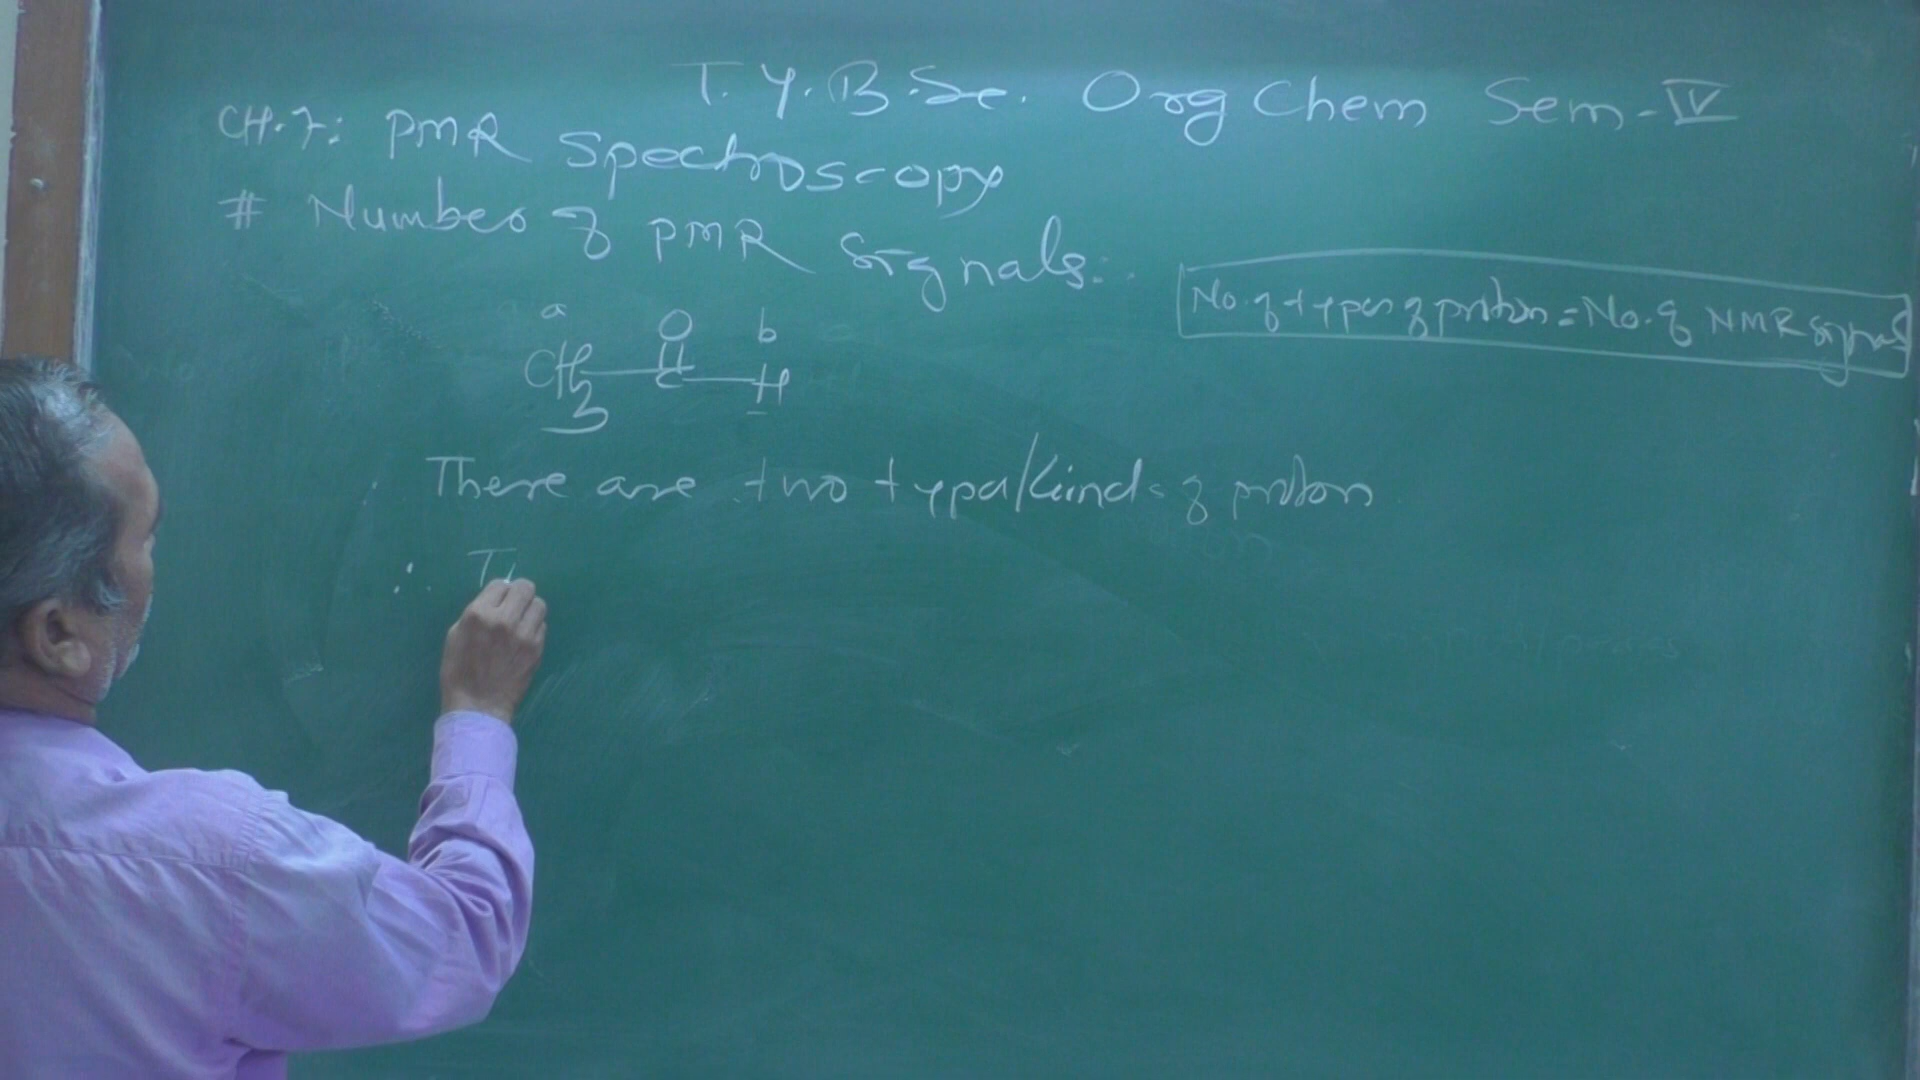 T.Y.B.Sc. Org Chem Sem-IV
CH.7: PMR Spectroscopy
# Number of PMR Signals:
No. of types of proton = No. of NMR signals
a b
O
CH3 — C — H
There are two types/kinds of proton
∴ Th